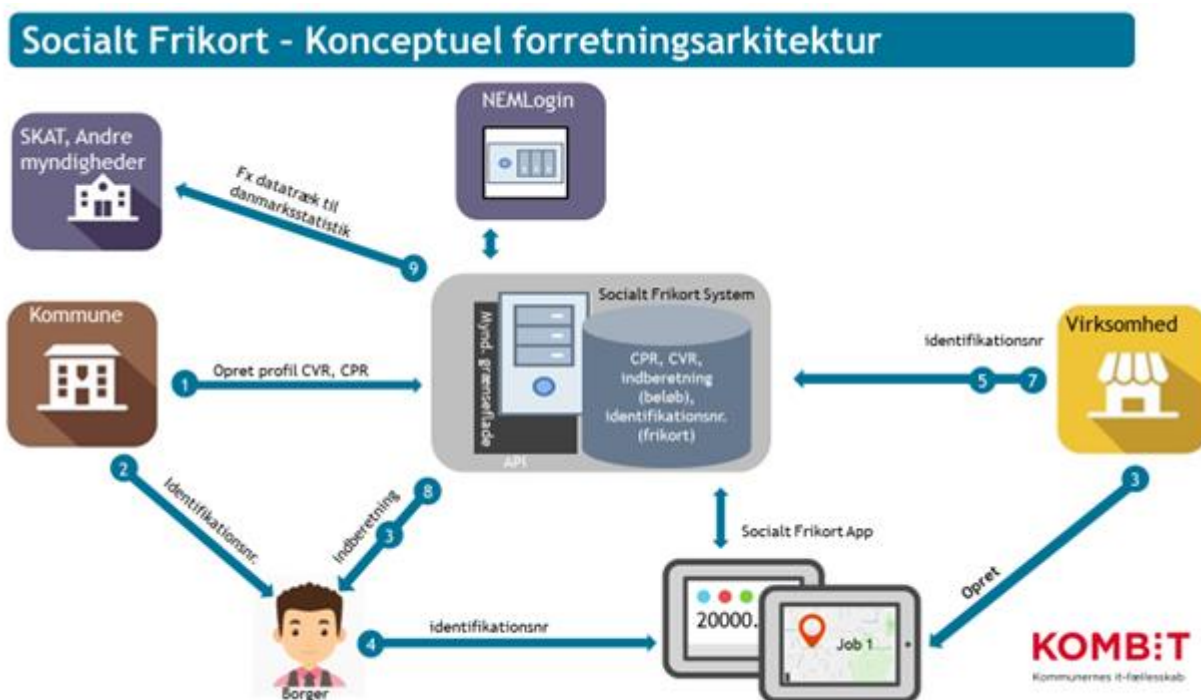 Socialt Frikort - Konceptuel forretningsarkitektur
NEMLogin
SKAT, Andre
myndigheder
Fx datatræk til
danmarksstatistik
9
Kommune
1
Opret profil CVR, CPR
Socialt Frikort System
Mynd. grænseflade
API
CPR, CVR,
indberetning
(beløb),
identifikationsnr.
(frikort)
identifikationsnr
5
7
Virksomhed
2
Identifikationsnr.
8
3
indberetning
Socialt Frikort App
3
Opret
20000.
Job 1
Borger
4
identifikationsnr
KOMB:T
Kommunernes it-fællesskab